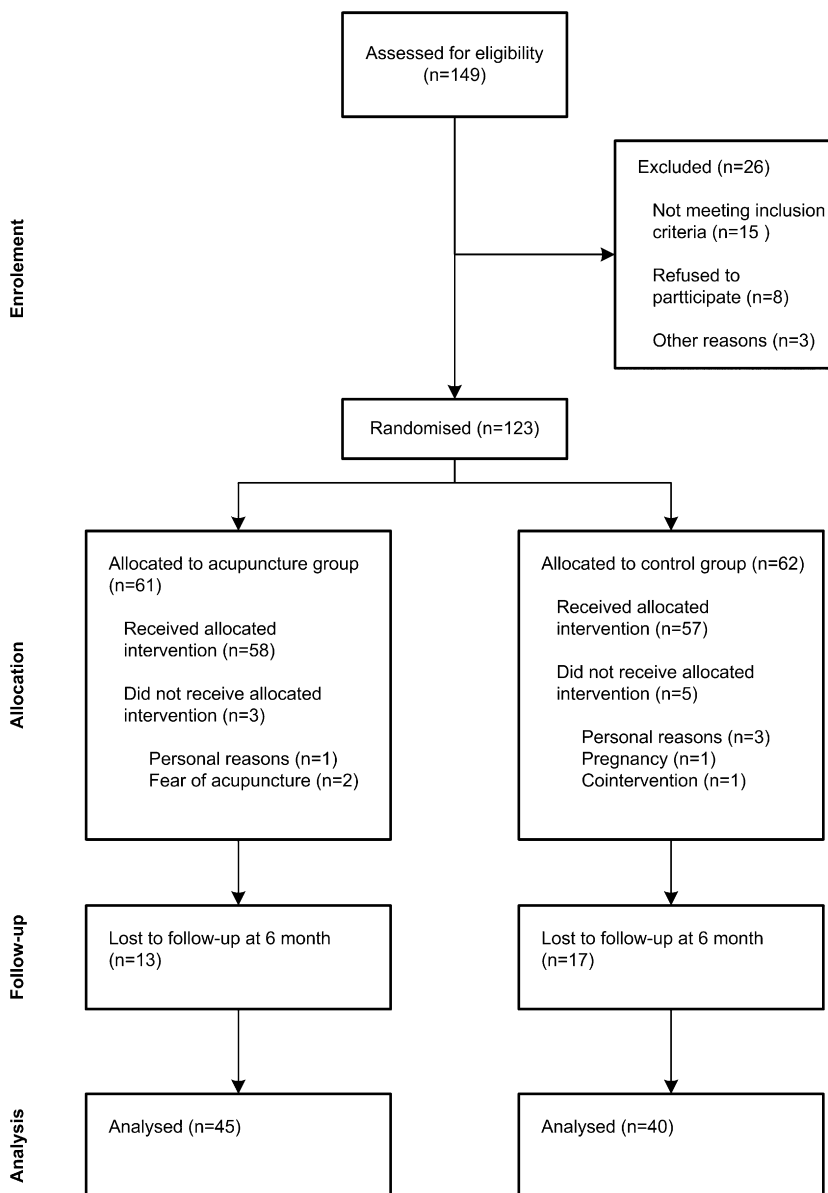 Assessed for eligibility
(n=149)
Excluded (n=26)
Not meeting inclusion
criteria (n=15 )
Refused to
partticipate (n=8)
Other reasons (n=3)
Enrolement
Randomised (n=123)
Allocated to acupuncture group
(n=61)
Received allocated
intervention (n=58)
Did not receive allocated
intervention (n=3)
Personal reasons (n=1)
Fear of acupuncture (n=2)
Allocated to control group (n=62)
Received allocated
intervention (n=57)
Did not receive allocated
intervention (n=5)
Personal reasons (n=3)
Pregnancy (n=1)
Cointervention (n=1)
Allocation
Lost to follow-up at 6 month
(n=13)
Lost to follow-up at 6 month
(n=17)
Follow-up
Analysed (n=45)
Analysed (n=40)
Analysis